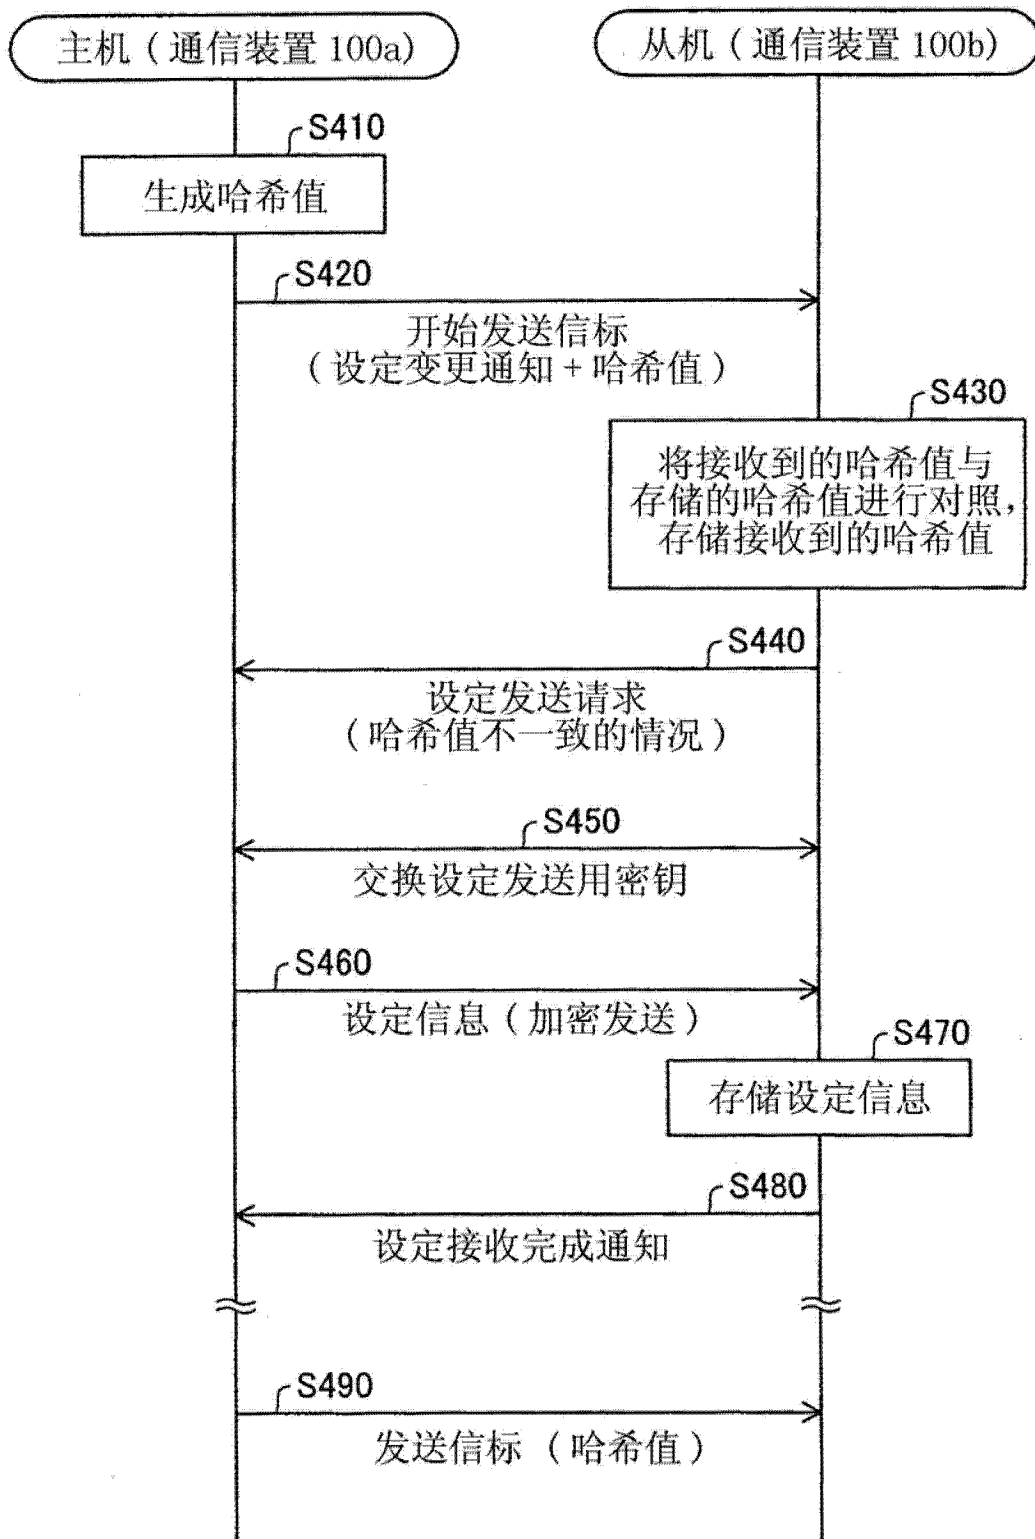 主机（通信装置 100a)
从机（通信装置 100b)
S410
生成哈希值
S420
开始发送信标
（设定变更通知 + 哈希值）
S430
将接收到的哈希值与
存储的哈希值进行对照，
存储接收到的哈希值
S440
设定发送请求
（哈希值不一致的情况）
S450
交换设定发送用密钥
S460
设定信息（加密发送）
S470
存储设定信息
S480
设定接收完成通知
S490
发送信标（哈希值）